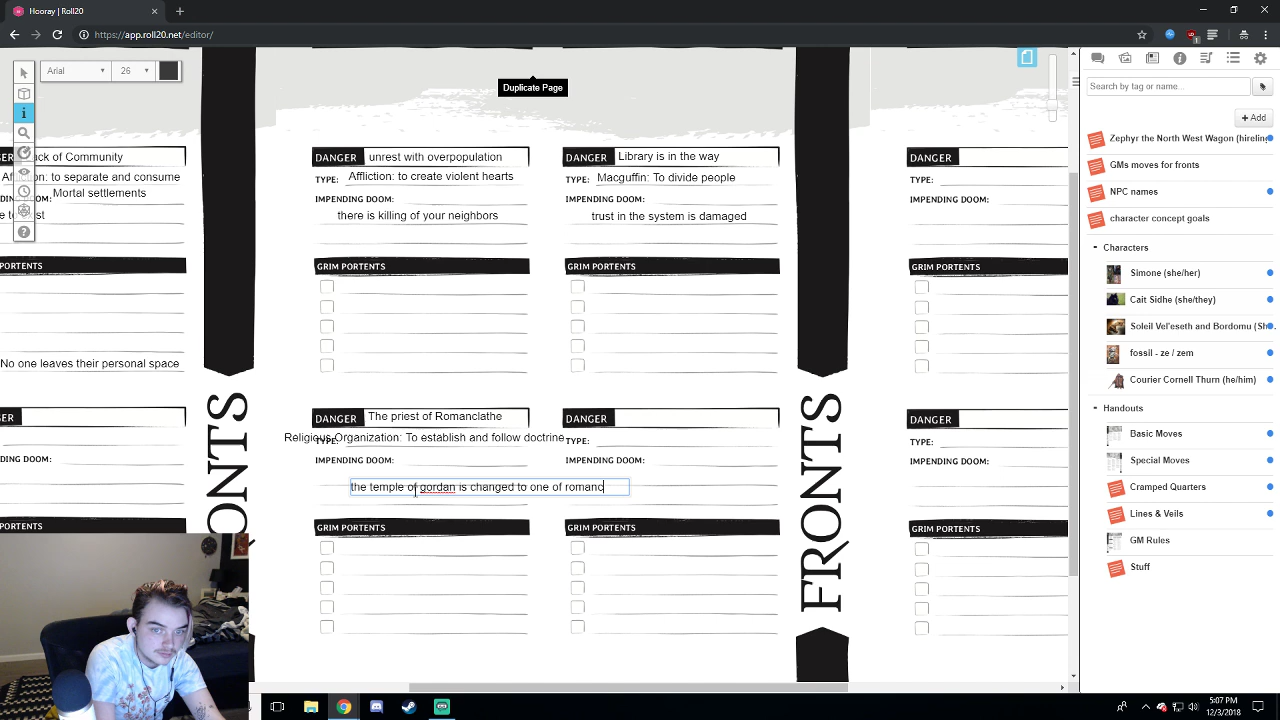 Hooray | Roll20
https://app.roll20.net/editor/
Arial
26
Duplicate Page
Search by tag or name...
+ Add
Zephyr the North West Wagon (hireling
GMs moves for fronts
NPC names
character concept goals
Characters
Simone (she/her)
Cait Sidhe (she/they)
Soleil Vel'eseth and Bordomu (Sh
fossil - ze / zem
Courier Cornell Thurn (he/him)
Handouts
Basic Moves
Special Moves
Cramped Quarters
Lines & Veils
GM Rules
Stuff
ack of Community
Affliction: to separate and consume
NDING DOOM:
Mortal settlements
PORTENTS
No one leaves their personal space
GER
NDING DOOM:
PORTENTS
FRONTS
DANGER
unrest with overpopulation
TYPE:
Affliction: to create violent hearts
IMPENDING DOOM:
there is killing of your neighbors
GRIM PORTENTS
DANGER
Library is in the way
TYPE:
Macguffin: To divide people
IMPENDING DOOM:
trust in the system is damaged
GRIM PORTENTS
DANGER
The priest of Romanclathe
TYPE:
Religious Organization: To establish and follow doctrine
IMPENDING DOOM:
the temple of gordan is changed to one of romanc
GRIM PORTENTS
DANGER
TYPE:
IMPENDING DOOM:
GRIM PORTENTS
FRONTS
DANGER
TYPE:
IMPENDING DOOM:
GRIM PORTENTS
DANGER
TYPE:
IMPENDING DOOM:
GRIM PORTENTS
5:07 PM
12/3/2018